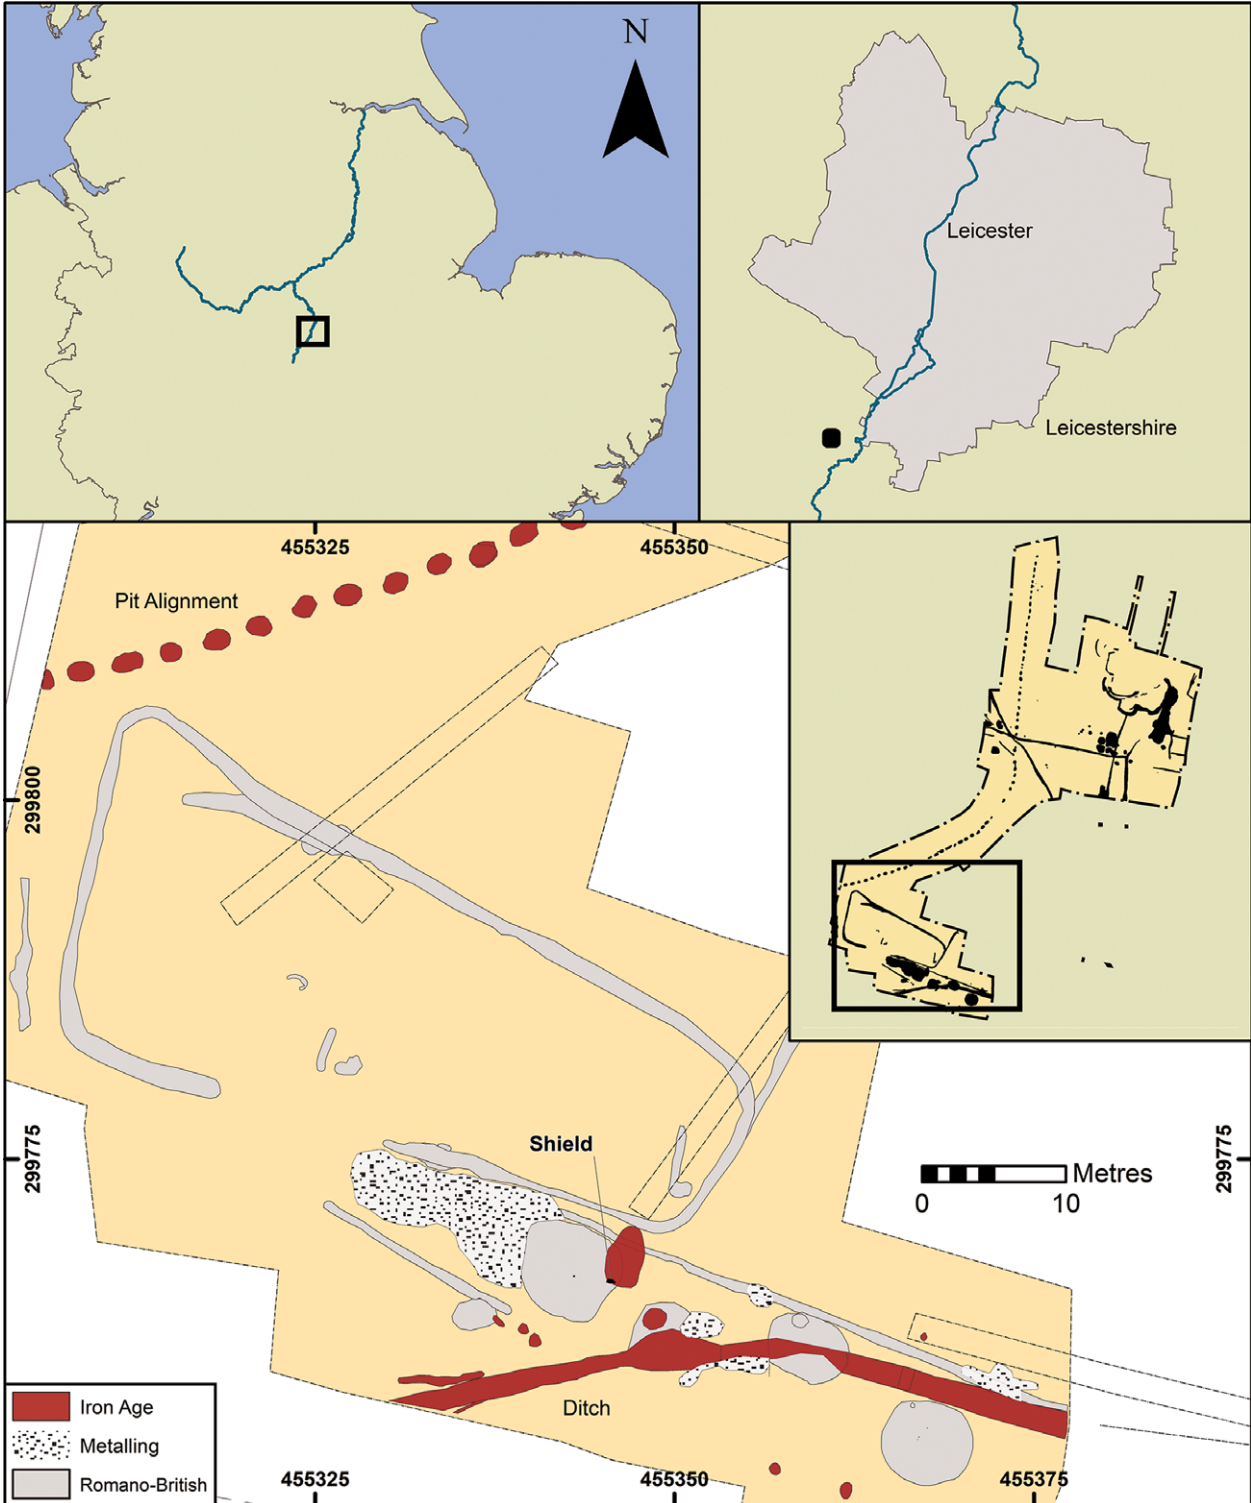 N
Leicester
Leicestershire
455325
455350
Pit Alignment
299800
Shield
299775
299775
Metres
0
10
Ditch
Iron Age
Metalling
Romano-British
455325
455350
455375